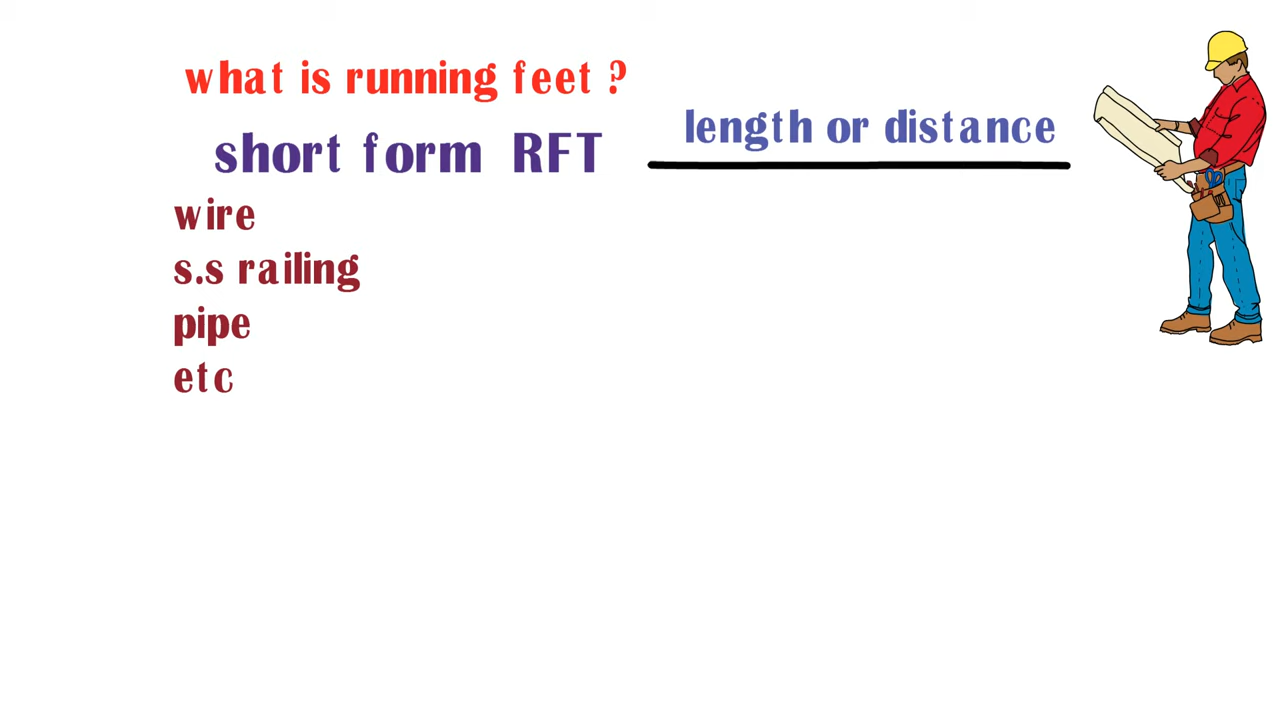 what is running feet ?
short form RFT
length or distance
wire
s.s railing
pipe
etc